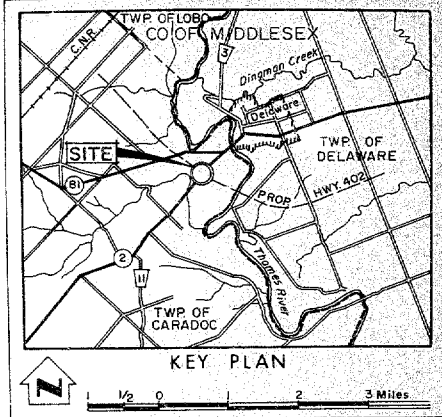 TWP. OF LOBO
CO OF MIDDLESEX
C.N.R.
3
Dingman Creek
Delaware
SITE
TWP. OF
DELAWARE
81
PROP. HWY. 402
2
11
Thames River
TWP. OF
CARADOC
KEY PLAN
N
1 1/2 0 1 2 3 Miles